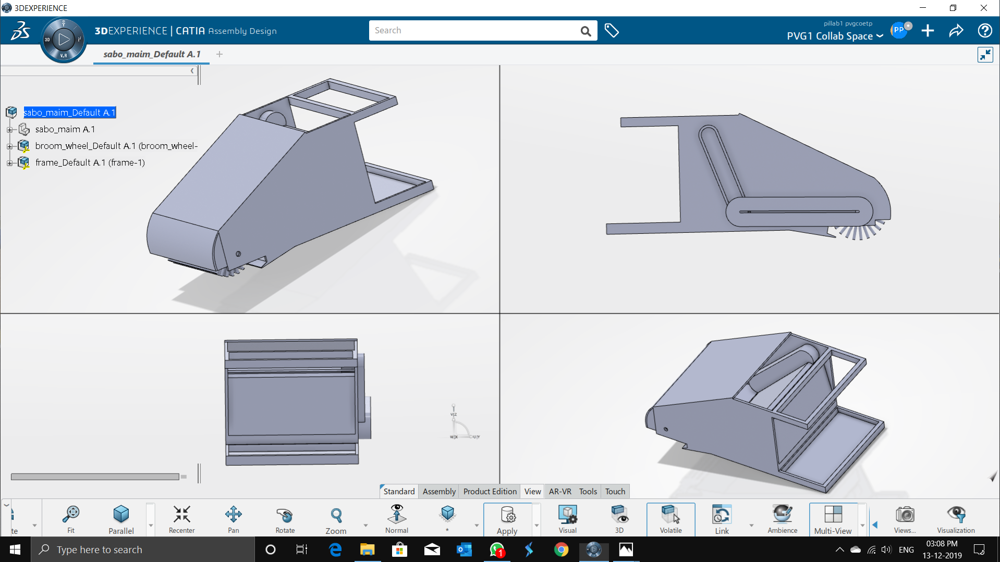 3DEXPERIENCE
3DEXPERIENCE | CATIA Assembly Design
Search
pillab1 pvgcoetp
PVG1 Collab Space
PP
3D
V.R
sabo_maim_Default A.1
sabo_maim_Default A.1
sabo_maim A.1
broom_wheel_Default A.1 (broom_wheel-
frame_Default A.1 (frame-1)
V|Z
W|X
U|Y
Standard
Assembly
Product Edition
View
AR-VR
Tools
Touch
te
Fit
Parallel
Recenter
Pan
Rotate
Zoom
Normal
*
Apply
Visual
3D
Volatile
Link
Ambience
Multi-View
Views...
Visualization
Type here to search
1
ENG
03:08 PM
13-12-2019